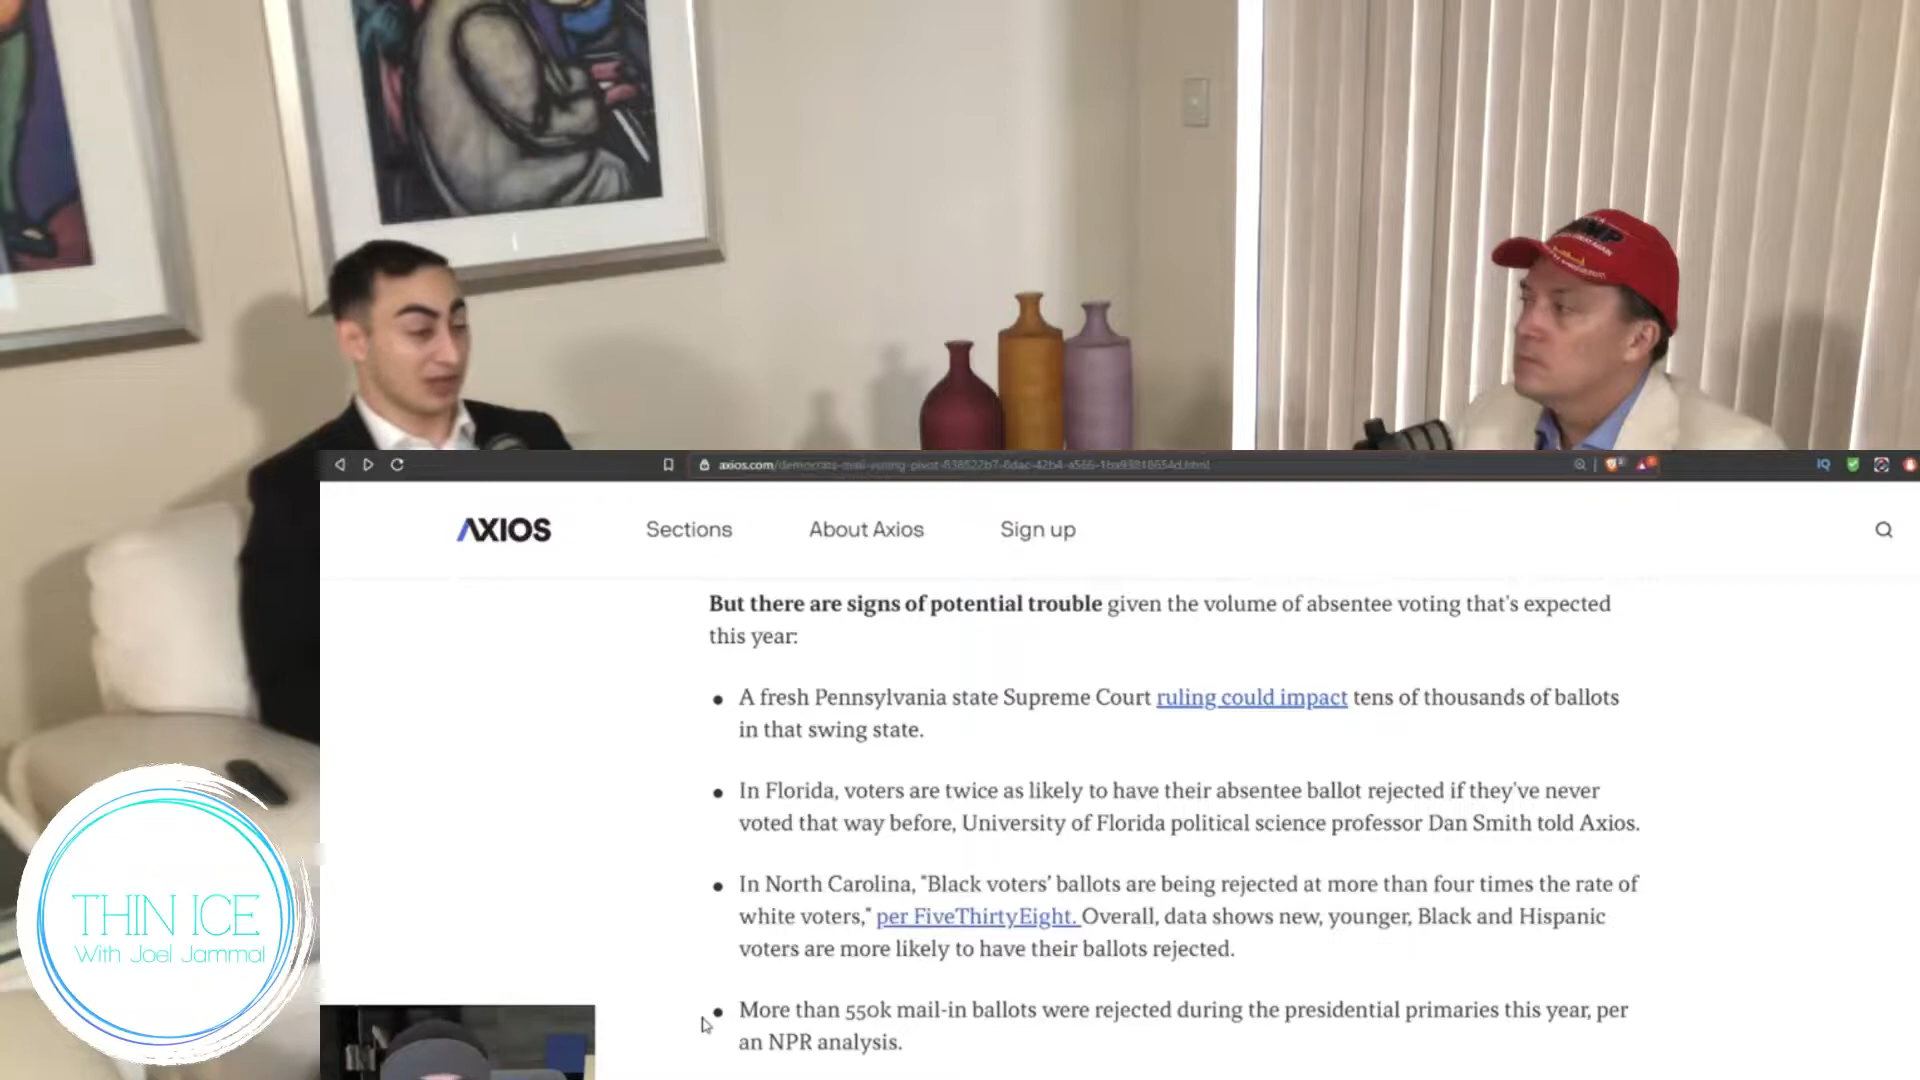 axios.com/democrats-mail-voting-pivot-
AXIOS
Sections
About Axios
Sign up
But there are signs of potential trouble given the volume of absentee voting that's expected
this year:
A fresh Pennsylvania state Supreme Court ruling could impact tens of thousands of ballots
in that swing state.
In Florida, voters are twice as likely to have their absentee ballot rejected if they've never
voted that way before, University of Florida political science professor Dan Smith told Axios.
In North Carolina, "Black voters' ballots are being rejected at more than four times the rate of
white voters," per FiveThirtyEight. Overall, data shows new, younger, Black and Hispanic
voters are more likely to have their ballots rejected.
More than 550k mail-in ballots were rejected during the presidential primaries this year, per
an NPR analysis.
THIN ICE
With Joel Jammal